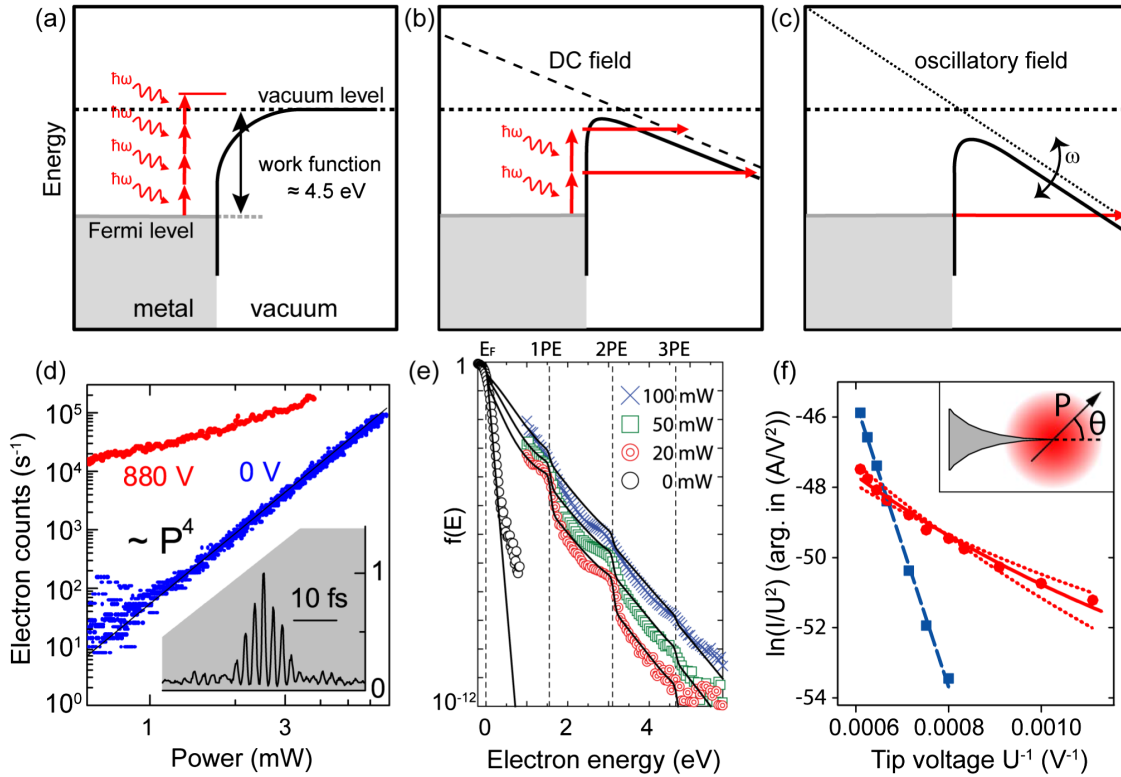 (a)
ħω
ħω
ħω
ħω
vacuum level
work function
≈ 4.5 eV
Energy
Fermi level
metal
vacuum
(b)
DC field
ħω
ħω
(c)
oscillatory field
ω
(d)
Electron counts (s⁻¹)
10⁵
10⁴
10³
10²
10¹
10⁰
880 V
0 V
~ P⁴
10 fs
1
0
1
3
Power (mW)
(e)
E_F
1PE
2PE
3PE
1
f(E)
10⁻¹²
100 mW
50 mW
20 mW
0 mW
0
2
4
Electron energy (eV)
(f)
P
θ
ln(I/U²) (arg. in (A/V²))
-46
-48
-50
-52
-54
0.0006
0.0008
0.0010
Tip voltage U⁻¹ (V⁻¹)